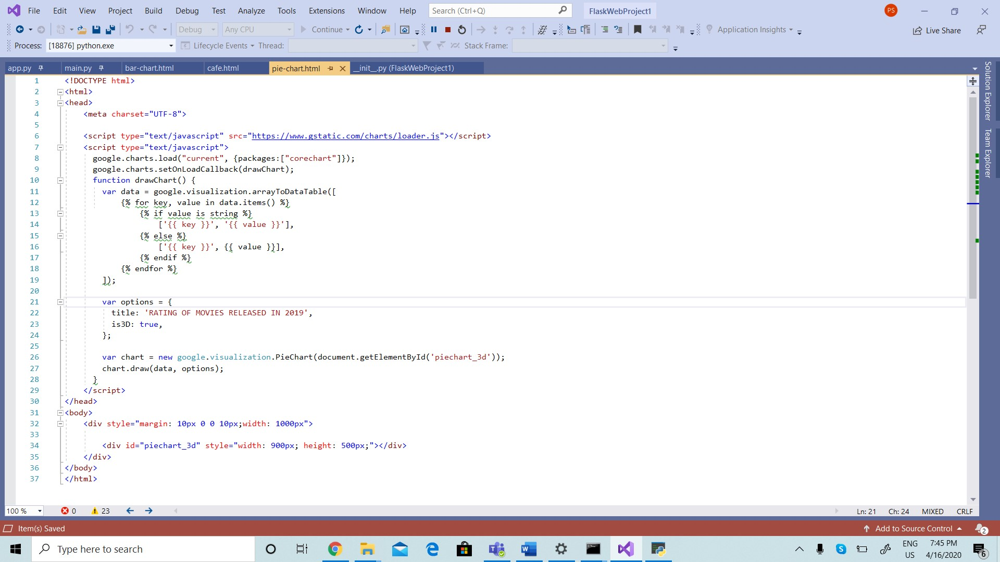 File Edit View Project Build Debug Test Analyze Tools Extensions Window Help Search (Ctrl+Q) FlaskWebProject1 PS
Debug Any CPU Continue Application Insights Live Share
Process: [18876] python.exe Lifecycle Events Thread: Stack Frame:
app.py main.py bar-chart.html cafe.html pie-chart.html __init__.py (FlaskWebProject1)
Solution Explorer
Team Explorer
1 <!DOCTYPE html>
2 <html>
3 <head>
4 <meta charset="UTF-8">
5
6 <script type="text/javascript" src="https://www.gstatic.com/charts/loader.js"></script>
7 <script type="text/javascript">
8 google.charts.load("current", {packages:["corechart"]});
9 google.charts.setOnLoadCallback(drawChart);
10 function drawChart() {
11 var data = google.visualization.arrayToDataTable([
12 {% for key, value in data.items() %}
13 {% if value is string %}
14 ['{{ key }}', '{{ value }}'],
15 {% else %}
16 ['{{ key }}', {{ value }}],
17 {% endif %}
18 {% endfor %}
19 ]);
20
21 var options = {
22 title: 'RATING OF MOVIES RELEASED IN 2019',
23 is3D: true,
24 };
25
26 var chart = new google.visualization.PieChart(document.getElementById('piechart_3d'));
27 chart.draw(data, options);
28 }
29 </script>
30 </head>
31 <body>
32 <div style="margin: 10px 0 0 10px;width: 1000px">
33
34 <div id="piechart_3d" style="width: 900px; height: 500px;"></div>
35 </div>
36 </body>
37 </html>
100 % 0 23 Ln: 21 Ch: 24 MIXED CRLF
Item(s) Saved Add to Source Control 2
Type here to search ENG US 7:45 PM 4/16/2020 6